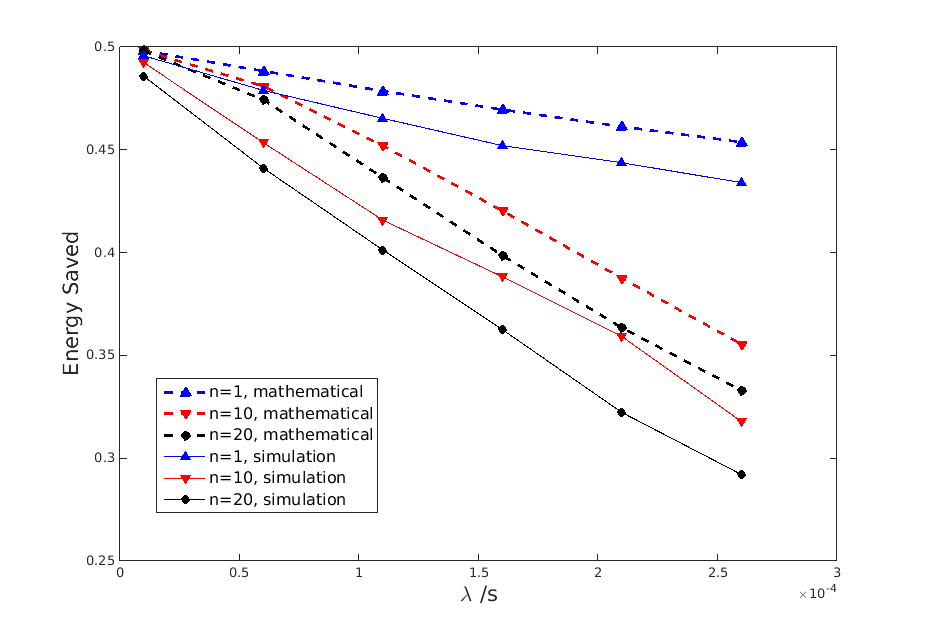 0.5
0.45
0.4
0.35
0.3
0.25
Energy Saved
n=1, mathematical
n=10, mathematical
n=20, mathematical
n=1, simulation
n=10, simulation
n=20, simulation
0 0.5 1 1.5 2 2.5 3
λ /s
×10⁻⁴